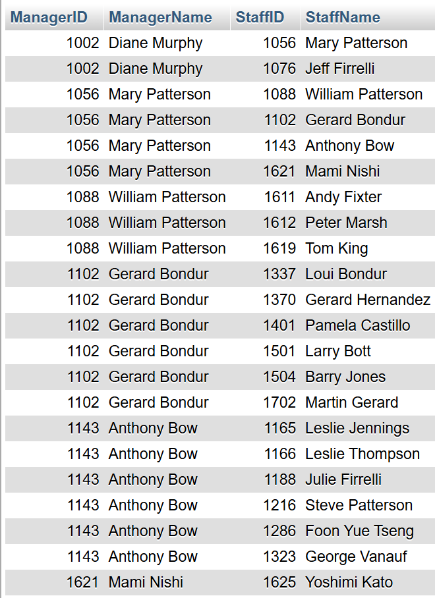 ManagerID ManagerName StaffID StaffName
1002 Diane Murphy 1056 Mary Patterson
1002 Diane Murphy 1076 Jeff Firrelli
1056 Mary Patterson 1088 William Patterson
1056 Mary Patterson 1102 Gerard Bondur
1056 Mary Patterson 1143 Anthony Bow
1056 Mary Patterson 1621 Mami Nishi
1088 William Patterson 1611 Andy Fixter
1088 William Patterson 1612 Peter Marsh
1088 William Patterson 1619 Tom King
1102 Gerard Bondur 1337 Loui Bondur
1102 Gerard Bondur 1370 Gerard Hernandez
1102 Gerard Bondur 1401 Pamela Castillo
1102 Gerard Bondur 1501 Larry Bott
1102 Gerard Bondur 1504 Barry Jones
1102 Gerard Bondur 1702 Martin Gerard
1143 Anthony Bow 1165 Leslie Jennings
1143 Anthony Bow 1166 Leslie Thompson
1143 Anthony Bow 1188 Julie Firrelli
1143 Anthony Bow 1216 Steve Patterson
1143 Anthony Bow 1286 Foon Yue Tseng
1143 Anthony Bow 1323 George Vanauf
1621 Mami Nishi 1625 Yoshimi Kato